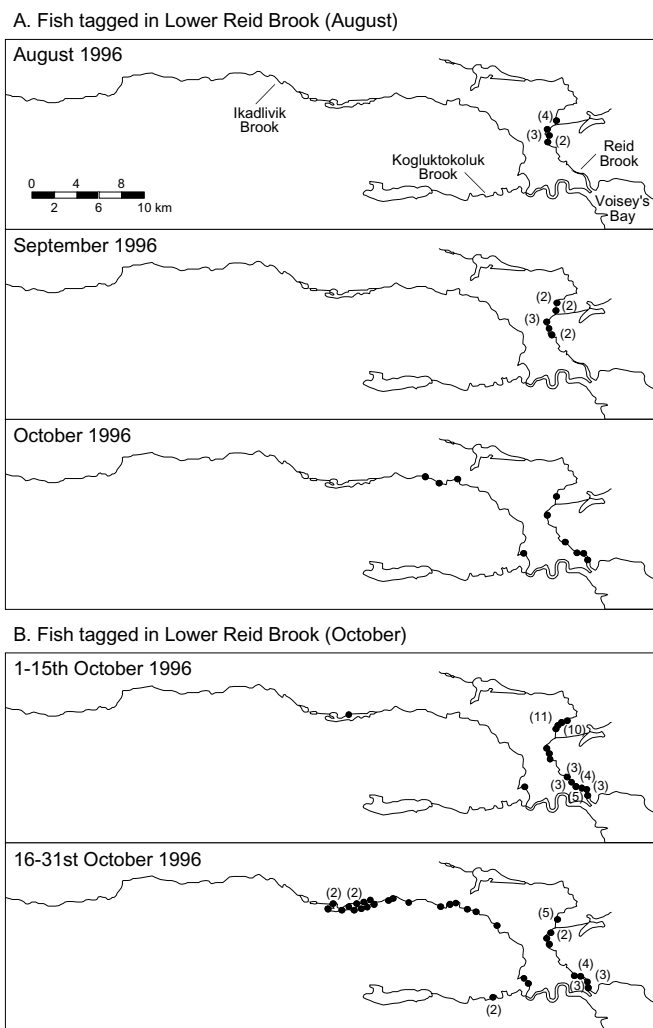 A. Fish tagged in Lower Reid Brook (August)
August 1996
Ikadlivik
Brook
(4)
(3)
(2)
Reid
Brook
Kogluktokoluk
Brook
0 4 8
2 6 10 km
Voisey's
Bay
September 1996
(2)
(2)
(3)
(2)
October 1996
B. Fish tagged in Lower Reid Brook (October)
1-15th October 1996
(11)
(10)
(3)
(4)
(3) (3)
(5)
16-31st October 1996
(2) (2)
(5)
(2)
(4)
(3)
(3)
(2)